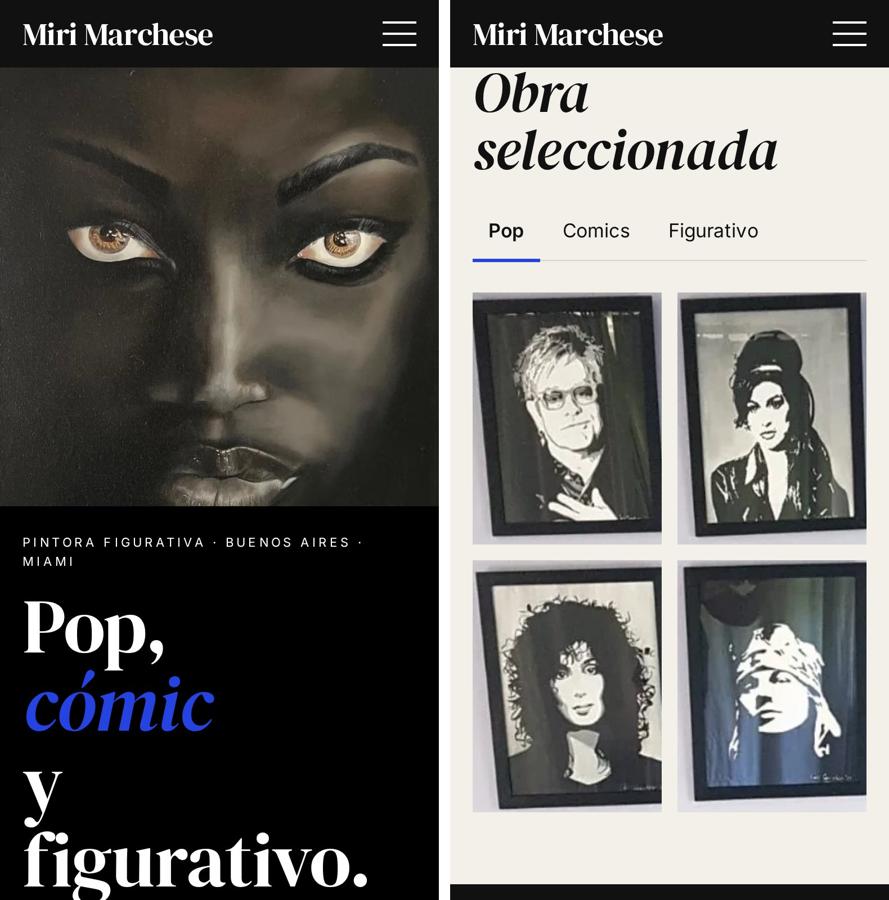 Miri Marchese
PINTORA FIGURATIVA · BUENOS AIRES ·
MIAMI
Pop,
cómic
y
figurativo.
Miri Marchese
Obra
seleccionada
Pop Comics Figurativo